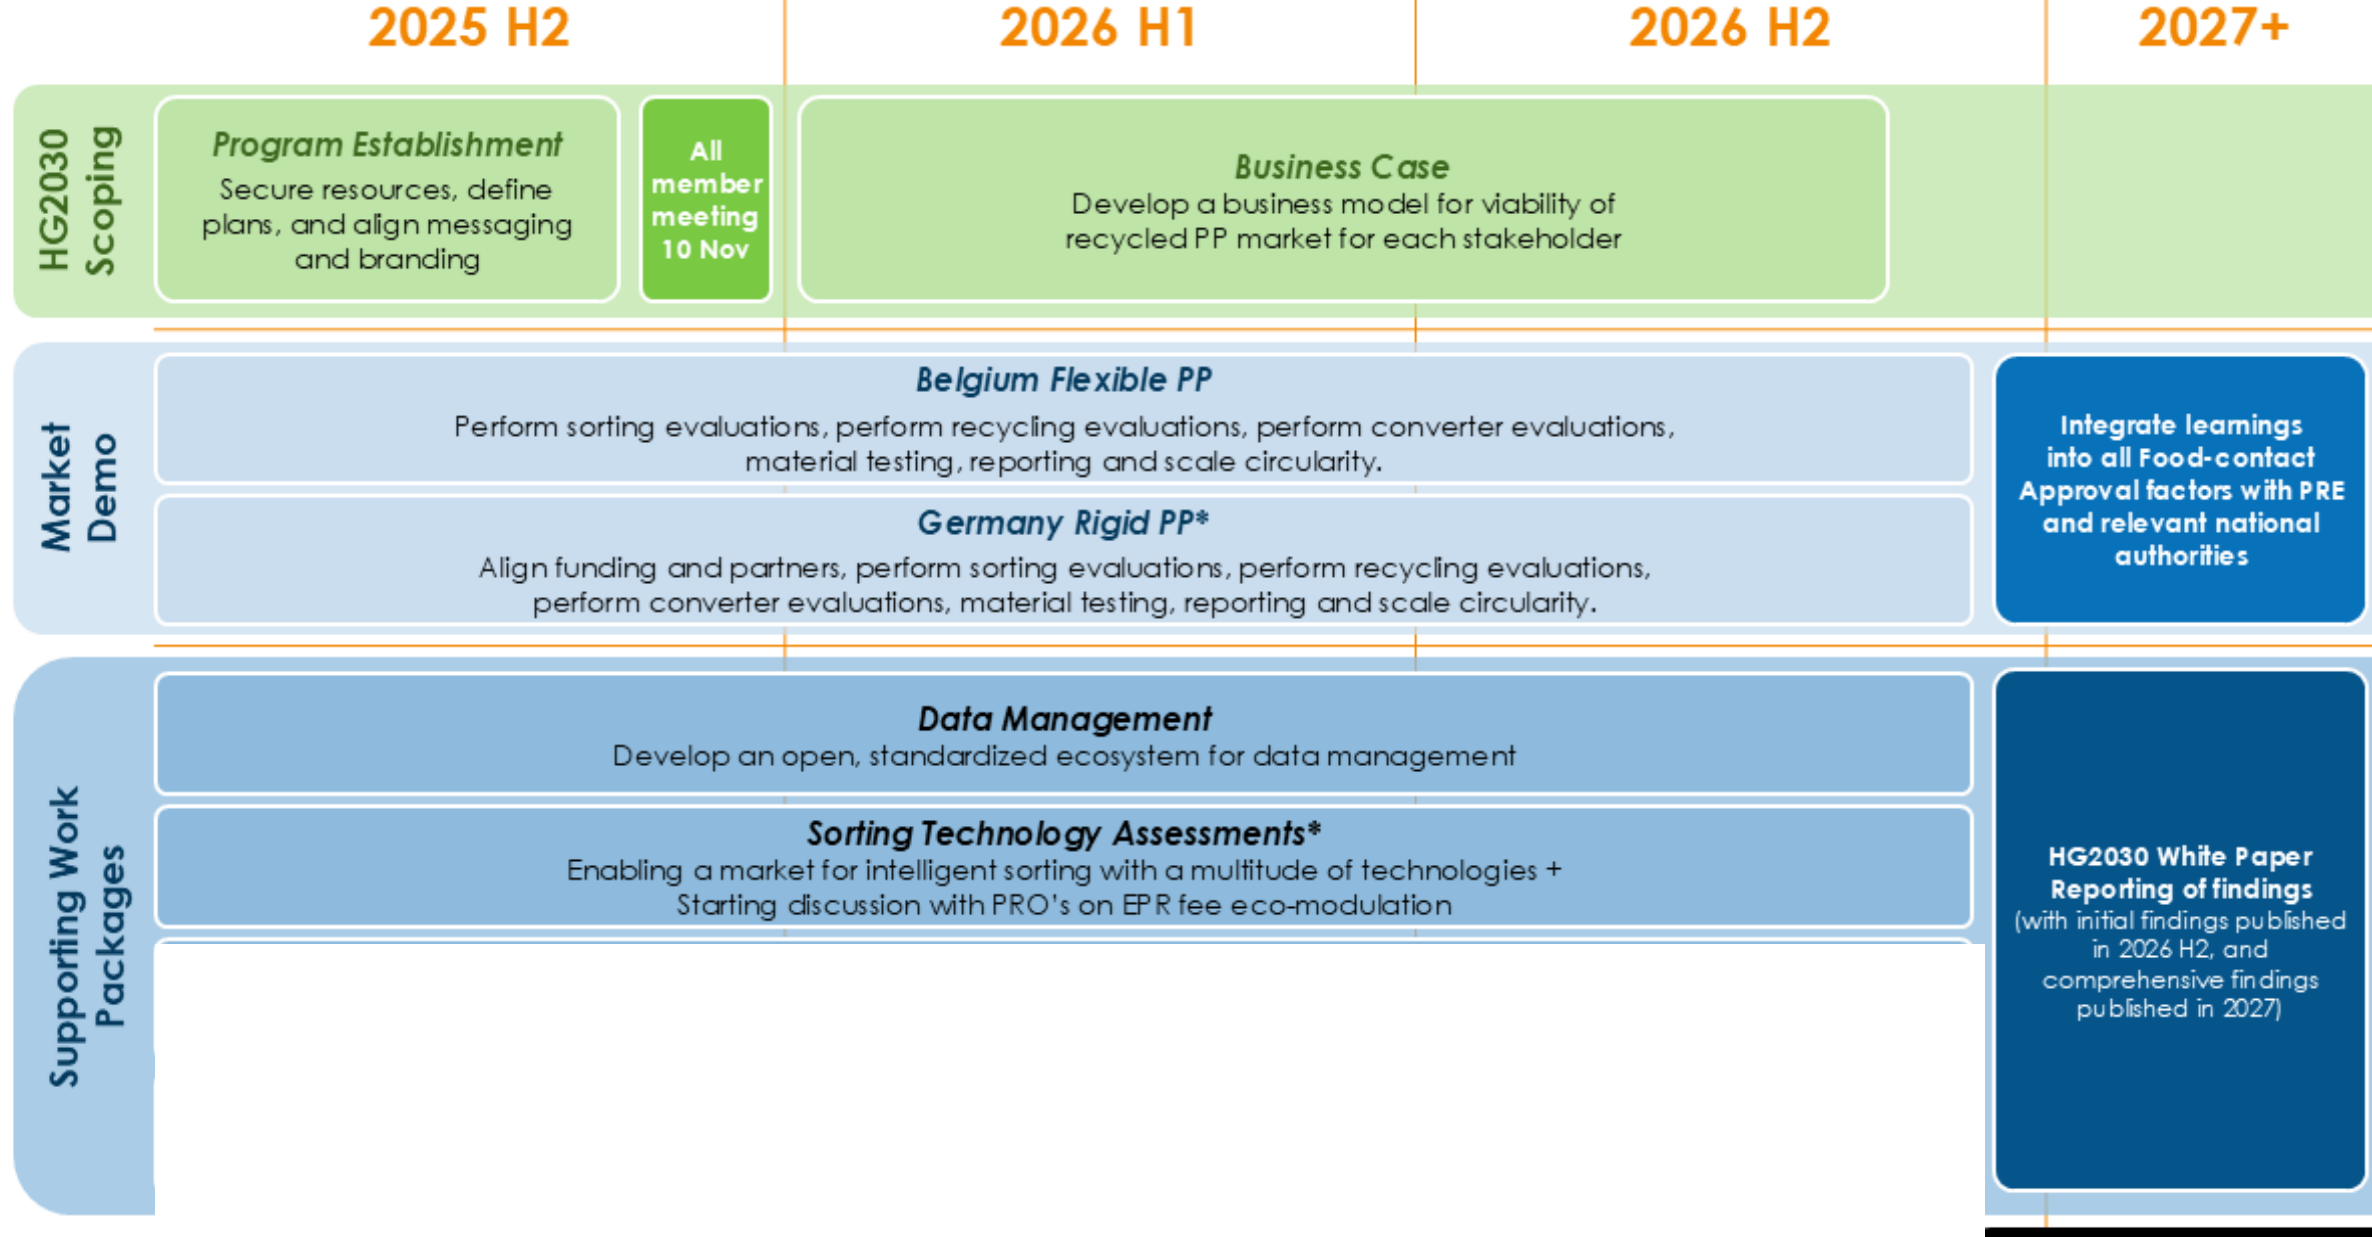 2025 H2
2026 H1
2026 H2
2027+
HG2030
Scoping
Program Establishment
Secure resources, define
plans, and align messaging
and branding
All
member
meeting
10 Nov
Business Case
Develop a business model for viability of
recycled PP market for each stakeholder
Market
Demo
Belgium Flexible PP
Perform sorting evaluations, perform recycling evaluations, perform converter evaluations,
material testing, reporting and scale circularity.
Germany Rigid PP*
Align funding and partners, perform sorting evaluations, perform recycling evaluations,
perform converter evaluations, material testing, reporting and scale circularity.
Integrate learnings
into all Food-contact
Approval factors with PRE
and relevant national
authorities
Supporting Work
Packages
Data Management
Develop an open, standardized ecosystem for data management
Sorting Technology Assessments*
Enabling a market for intelligent sorting with a multitude of technologies +
Starting discussion with PRO's on EPR fee eco-modulation
HG2030 White Paper
Reporting of findings
(with initial findings published
in 2026 H2, and
comprehensive findings
published in 2027)